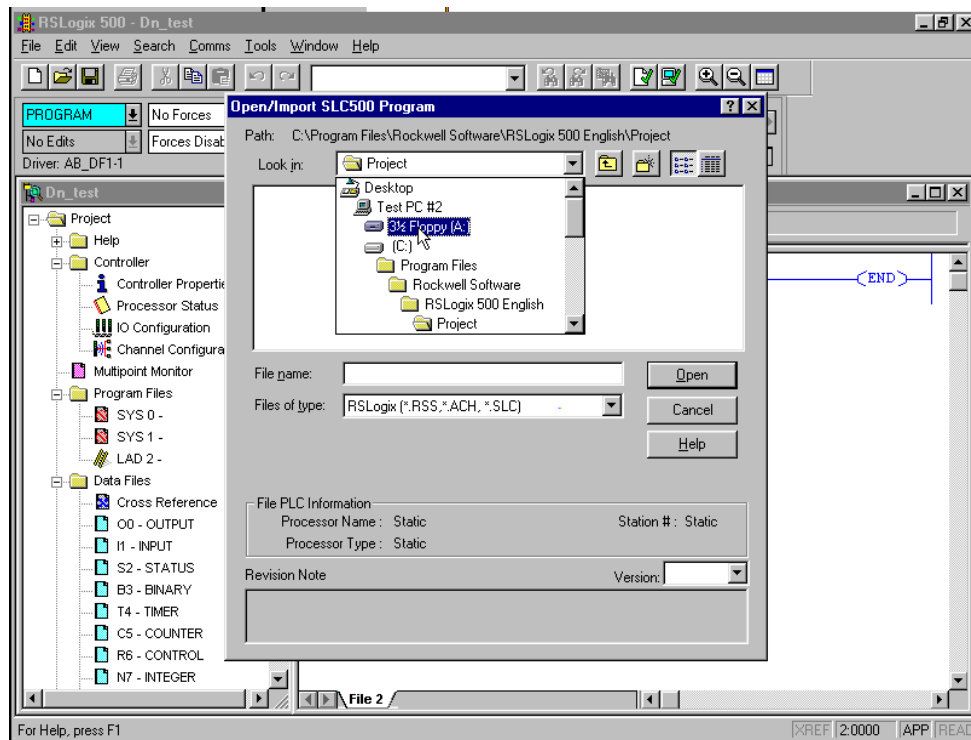 RSLogix 500 - Dn_test
File Edit View Search Comms Tools Window Help
PROGRAM
No Forces
No Edits
Forces Disab
Driver: AB_DF1-1
Open/Import SLC500 Program
Path: C:\Program Files\Rockwell Software\RSLogix 500 English\Project
Look in: Project
Desktop
Test PC #2
3½ Floppy (A:)
(C:)
Program Files
Rockwell Software
RSLogix 500 English
Project
File name:
Open
Files of type: RSLogix (*.RSS,*.ACH, *.SLC)
Cancel
Help
File PLC Information
Processor Name : Static
Station # : Static
Processor Type : Static
Revision Note
Version:
Dn_test
Project
Help
Controller
Controller Propertie
Processor Status
IO Configuration
Channel Configura
Multipoint Monitor
Program Files
SYS 0 -
SYS 1 -
LAD 2 -
Data Files
Cross Reference
O0 - OUTPUT
I1 - INPUT
S2 - STATUS
B3 - BINARY
T4 - TIMER
C5 - COUNTER
R6 - CONTROL
N7 - INTEGER
END
File 2
For Help, press F1
XREF 2:0000 APP READ